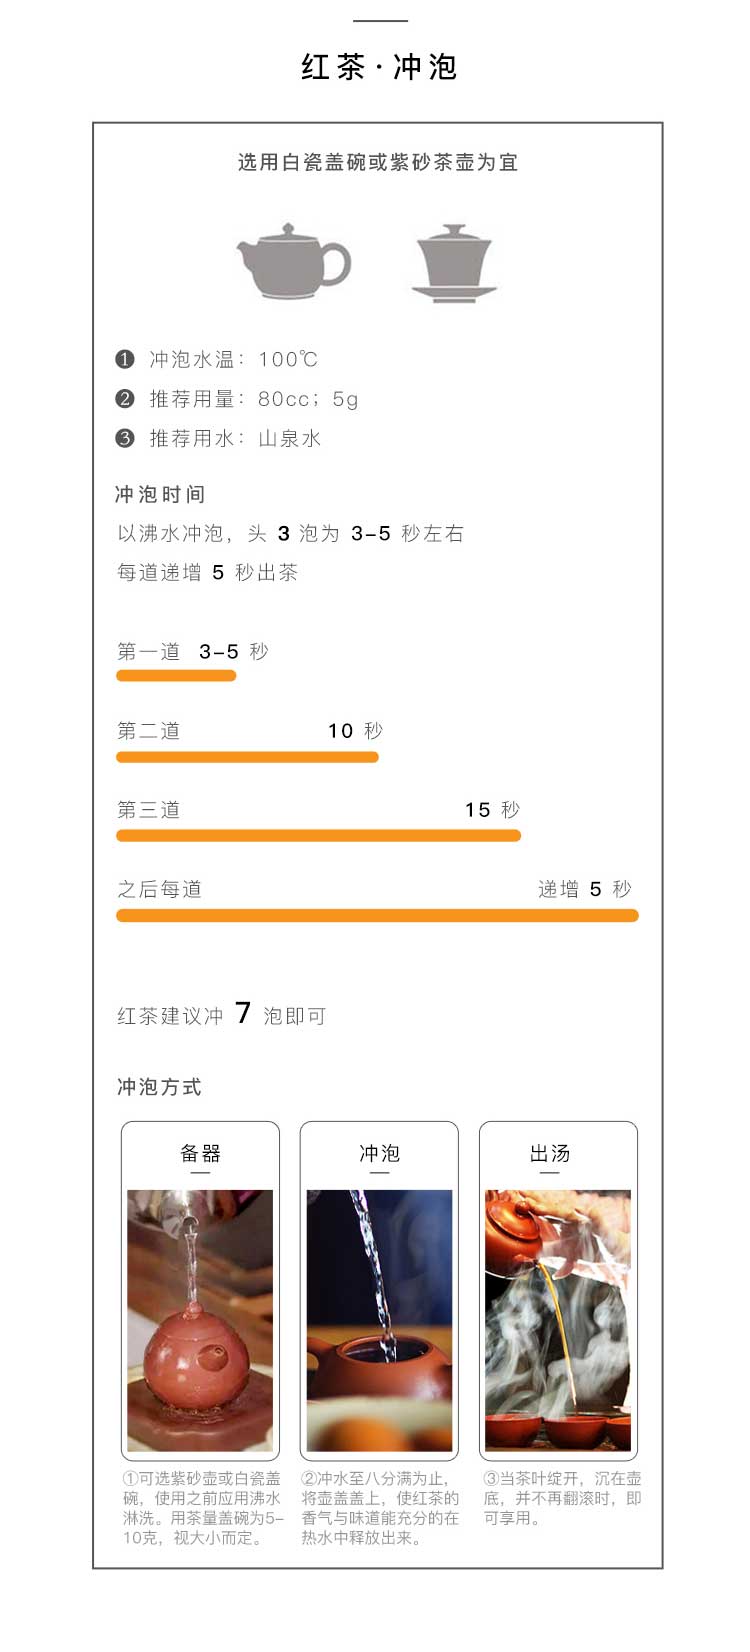 红茶·冲泡
选用白瓷盖碗或紫砂茶壶为宜
❶ 冲泡水温：100℃
❷ 推荐用量：80cc；5g
❸ 推荐用水：山泉水
冲泡时间
以沸水冲泡，头 3 泡为 3-5 秒左右
每道递增 5 秒出茶
第一道 3-5 秒
第二道 10 秒
第三道 15 秒
之后每道 递增 5 秒
红茶建议冲 7 泡即可
冲泡方式
备器
①可选紫砂壶或白瓷盖
碗，使用之前应用沸水
淋洗。用茶量盖碗为5-
10克，视大小而定。
冲泡
②冲水至八分满为止，
将壶盖盖上，使红茶的
香气与味道能充分的在
热水中释放出来。
出汤
③当茶叶绽开，沉在壶
底，并不再翻滚时，即
可享用。